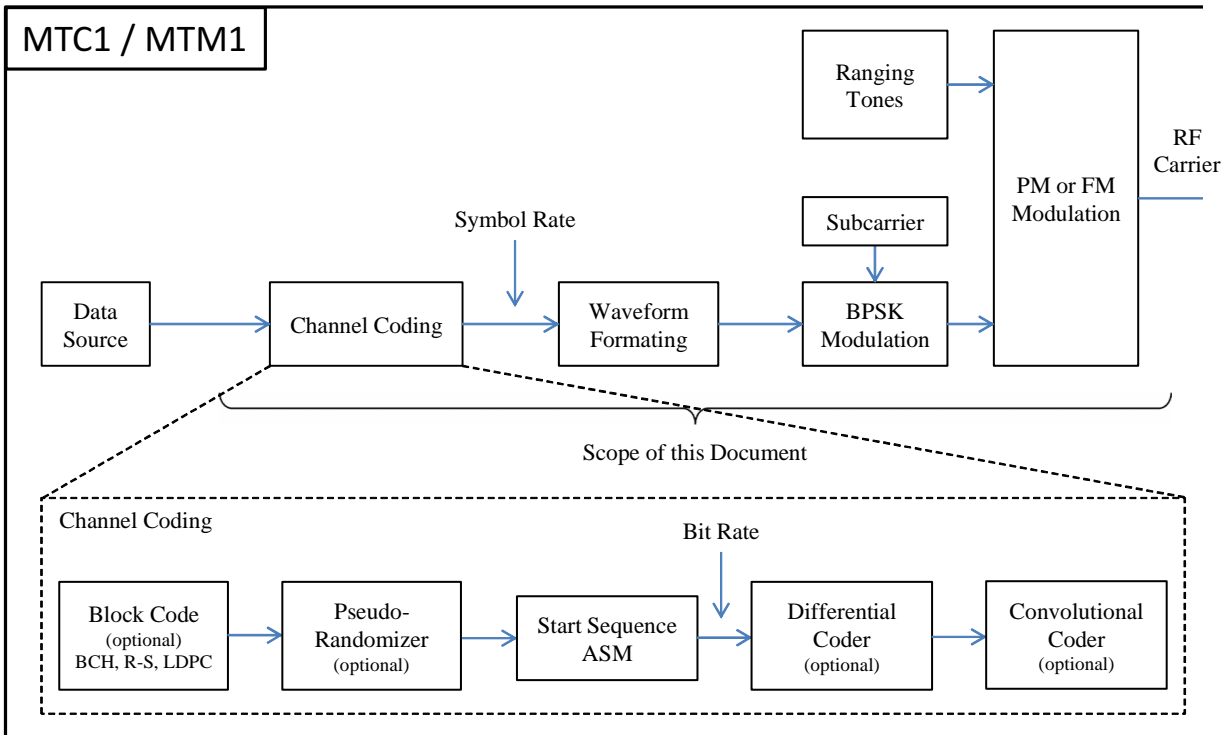 MTC1 / MTM1
Ranging
Tones
RF
Carrier
PM or FM
Modulation
Symbol Rate
Subcarrier
Data
Source
Channel Coding
Waveform
Formating
BPSK
Modulation
Scope of this Document
Channel Coding
Bit Rate
Block Code
(optional)
BCH, R-S, LDPC
Pseudo-
Randomizer
(optional)
Start Sequence
ASM
Differential
Coder
(optional)
Convolutional
Coder
(optional)